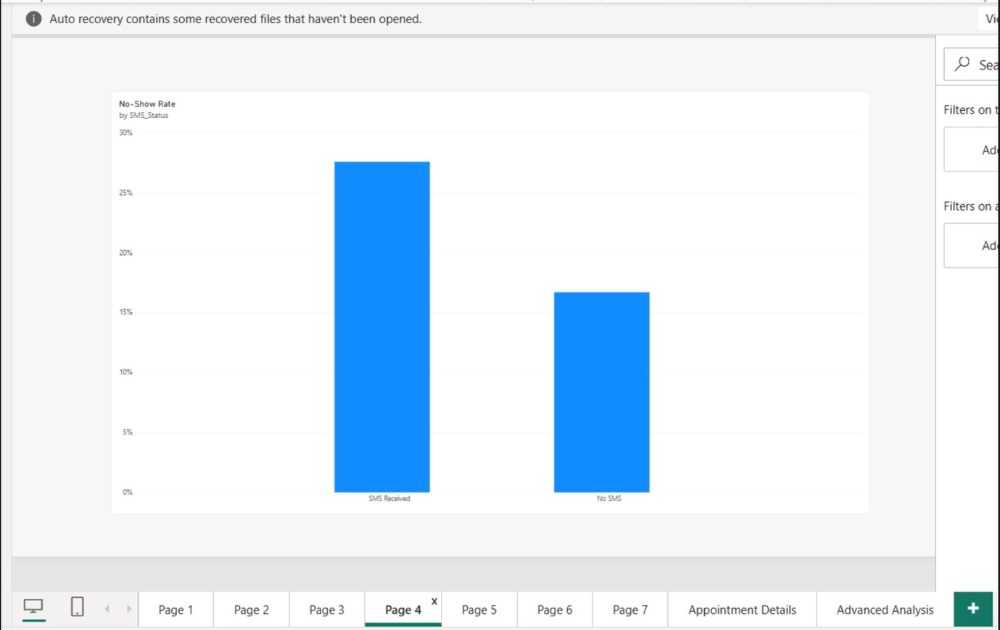 Auto recovery contains some recovered files that haven't been opened.
No-Show Rate
by SMS_Status
30%
25%
20%
15%
10%
5%
0%
SMS Received
No SMS
Filters on
Page 1
Page 2
Page 3
Page 4
x
Page 5
Page 6
Page 7
Appointment Details
Advanced Analysis
+
Filters on